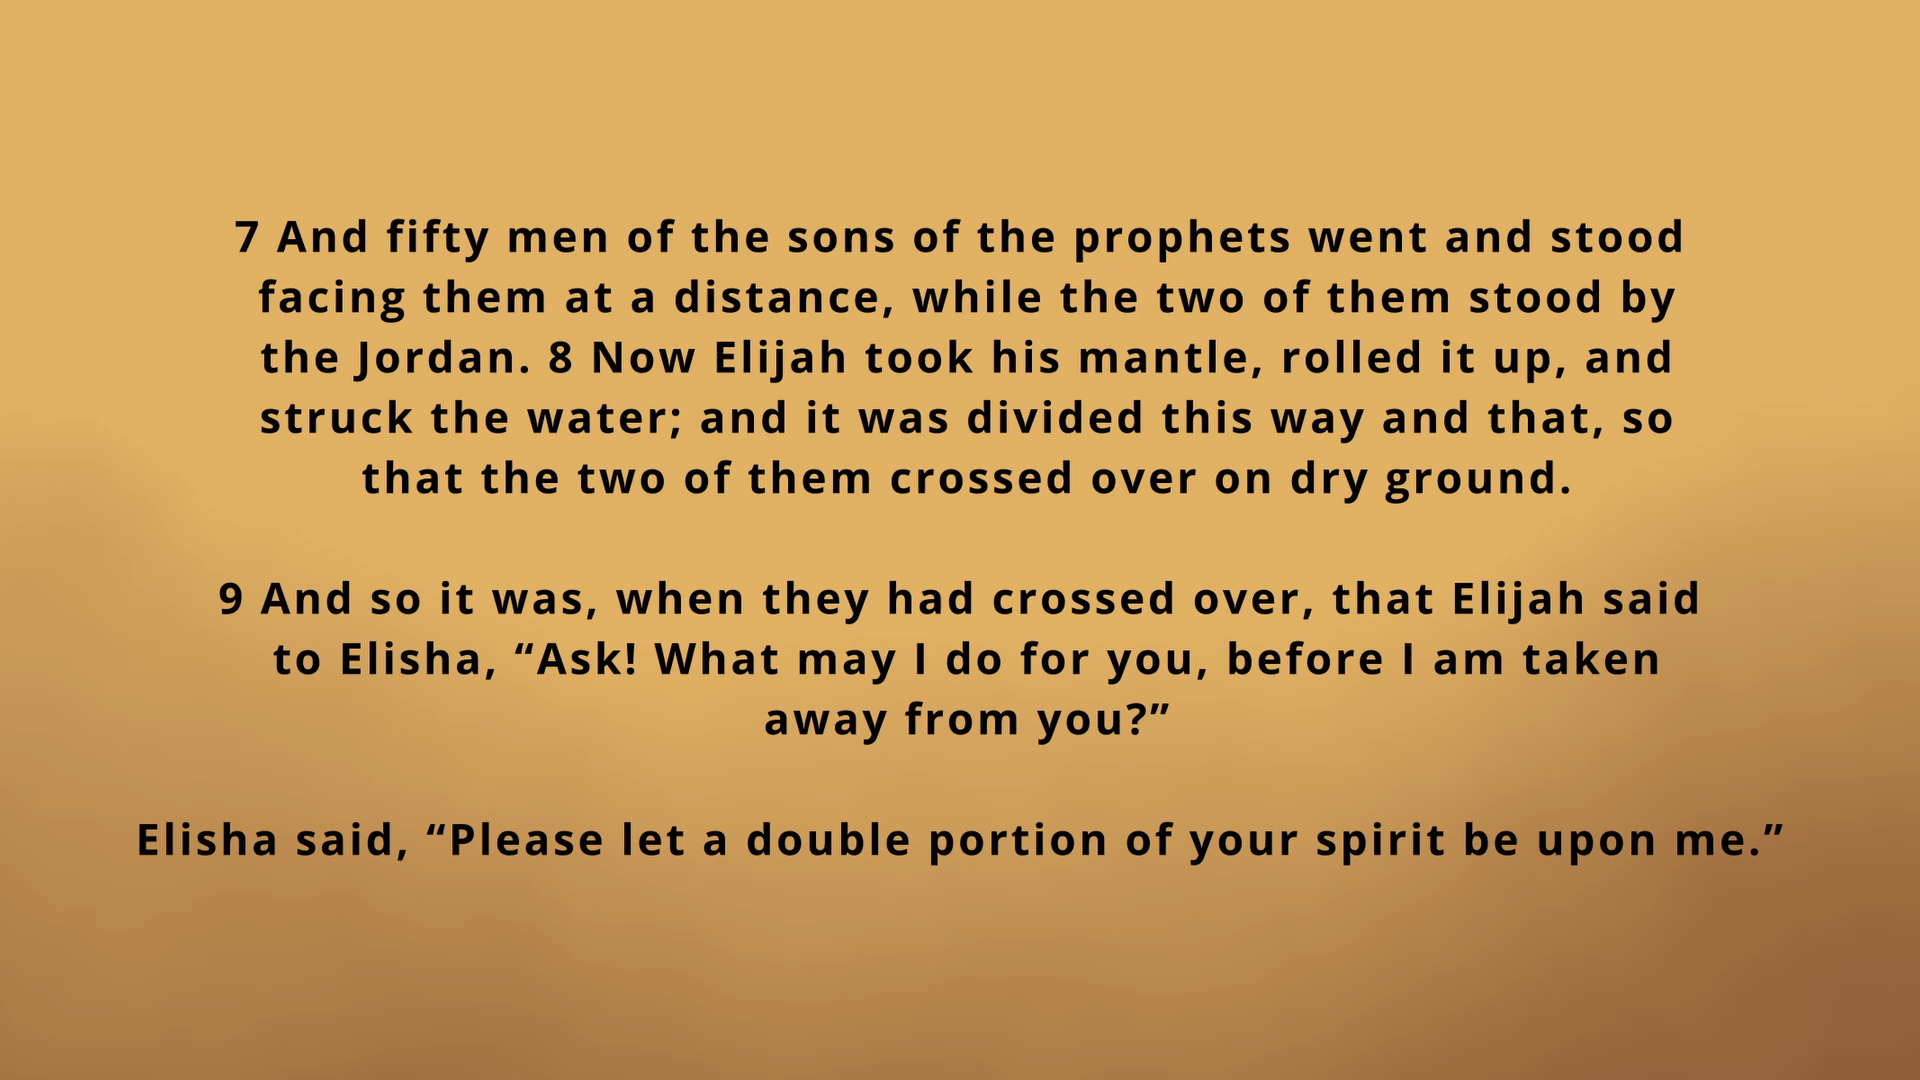 7 And fifty men of the sons of the prophets went and stood
facing them at a distance, while the two of them stood by
the Jordan. 8 Now Elijah took his mantle, rolled it up, and
struck the water; and it was divided this way and that, so
that the two of them crossed over on dry ground.
9 And so it was, when they had crossed over, that Elijah said
to Elisha, “Ask! What may I do for you, before I am taken
away from you?”
Elisha said, “Please let a double portion of your spirit be upon me.”